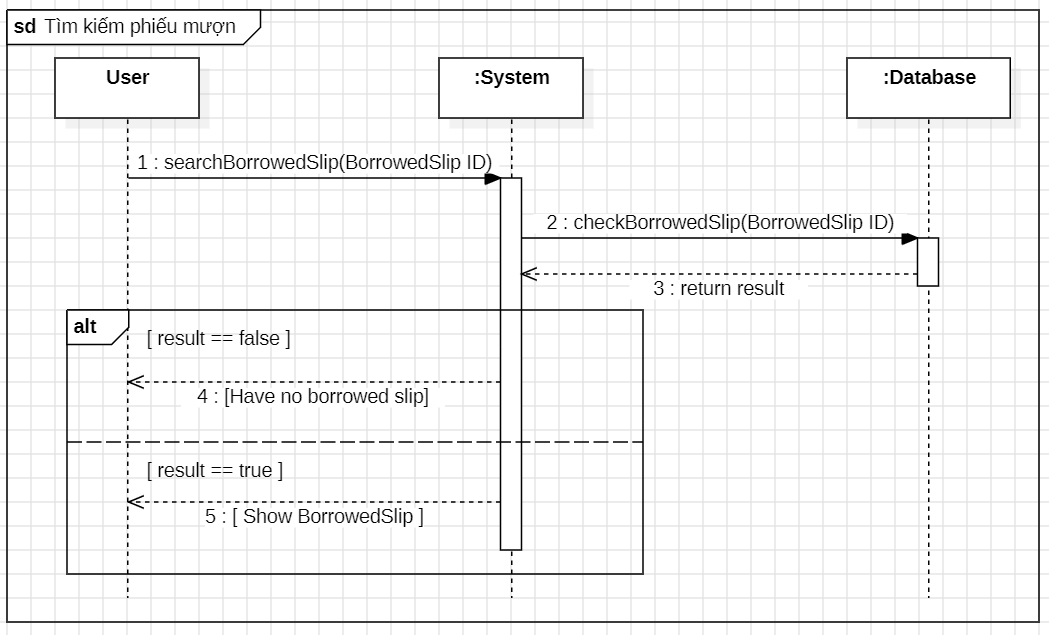 sd Tìm kiếm phiếu mượn
User
:System
:Database
1 : searchBorrowedSlip(BorrowedSlip ID)
2 : checkBorrowedSlip(BorrowedSlip ID)
3 : return result
alt
[ result == false ]
4 : [Have no borrowed slip]
[ result == true ]
5 : [ Show BorrowedSlip ]